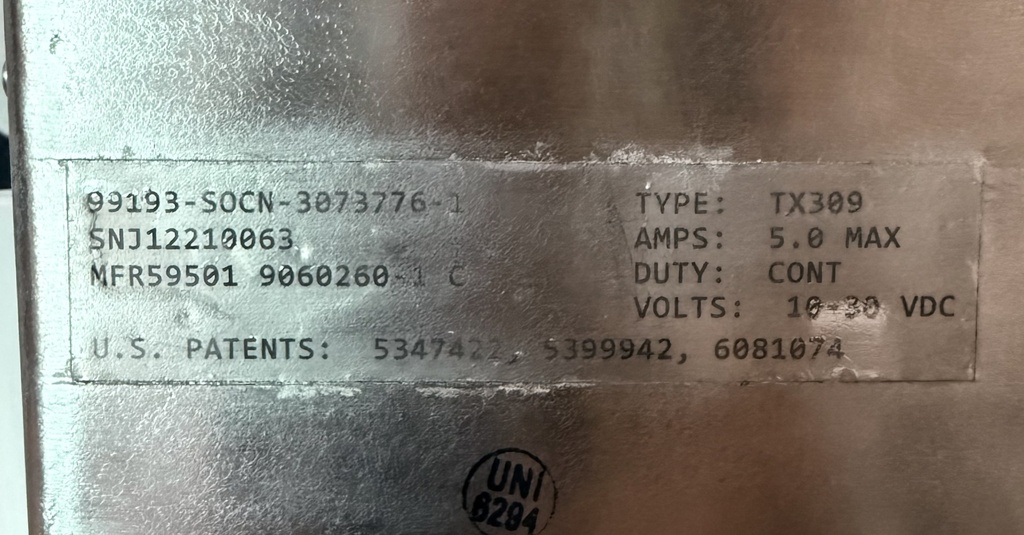 99193-SOCN-3073776-1
SNJ12210063
MFR59501 9060260-1 C
TYPE: TX309
AMPS: 5.0 MAX
DUTY: CONT
VOLTS: 10-30 VDC
U.S. PATENTS: 5347422, 5399942, 6081074
UNI
6294